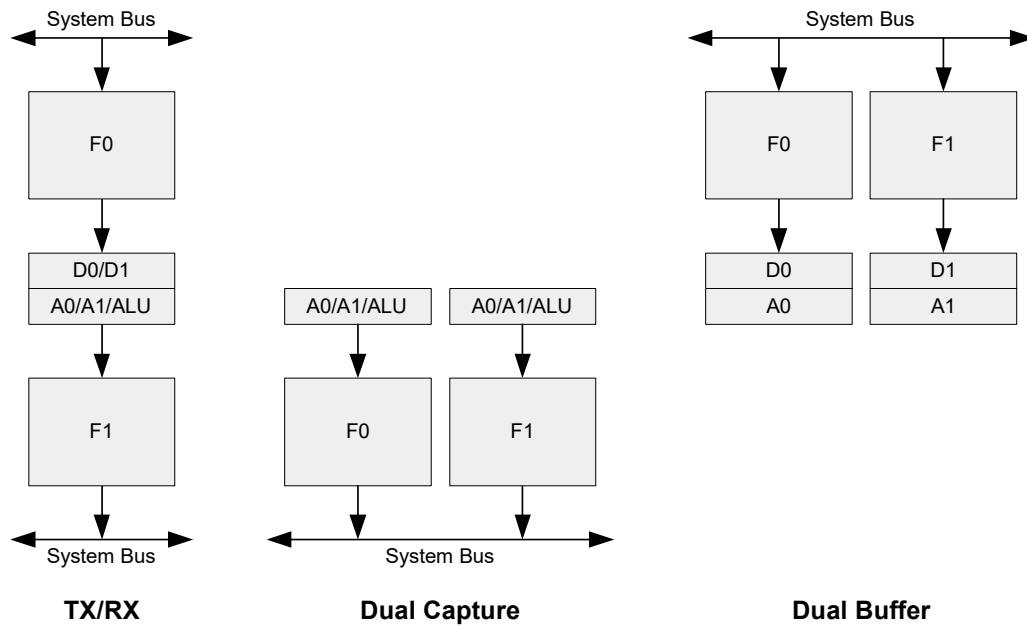 System Bus
F0
D0/D1
A0/A1/ALU
F1
System Bus
TX/RX
A0/A1/ALU
A0/A1/ALU
F0
F1
System Bus
Dual Capture
System Bus
F0
F1
D0
D1
A0
A1
Dual Buffer